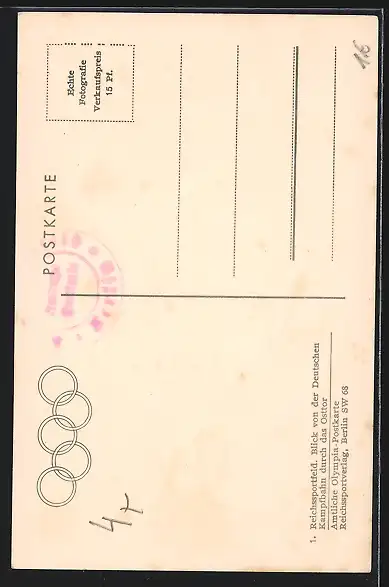 Echte
Fotografie
Verkaufspreis
15 Pf.
POSTKARTE
1. Reichssportfeld. Blick von der Deutschen
Kampfbahn durch das Osttor
Amtliche Olympia-Postkarte
Reichssportverlag, Berlin SW 68